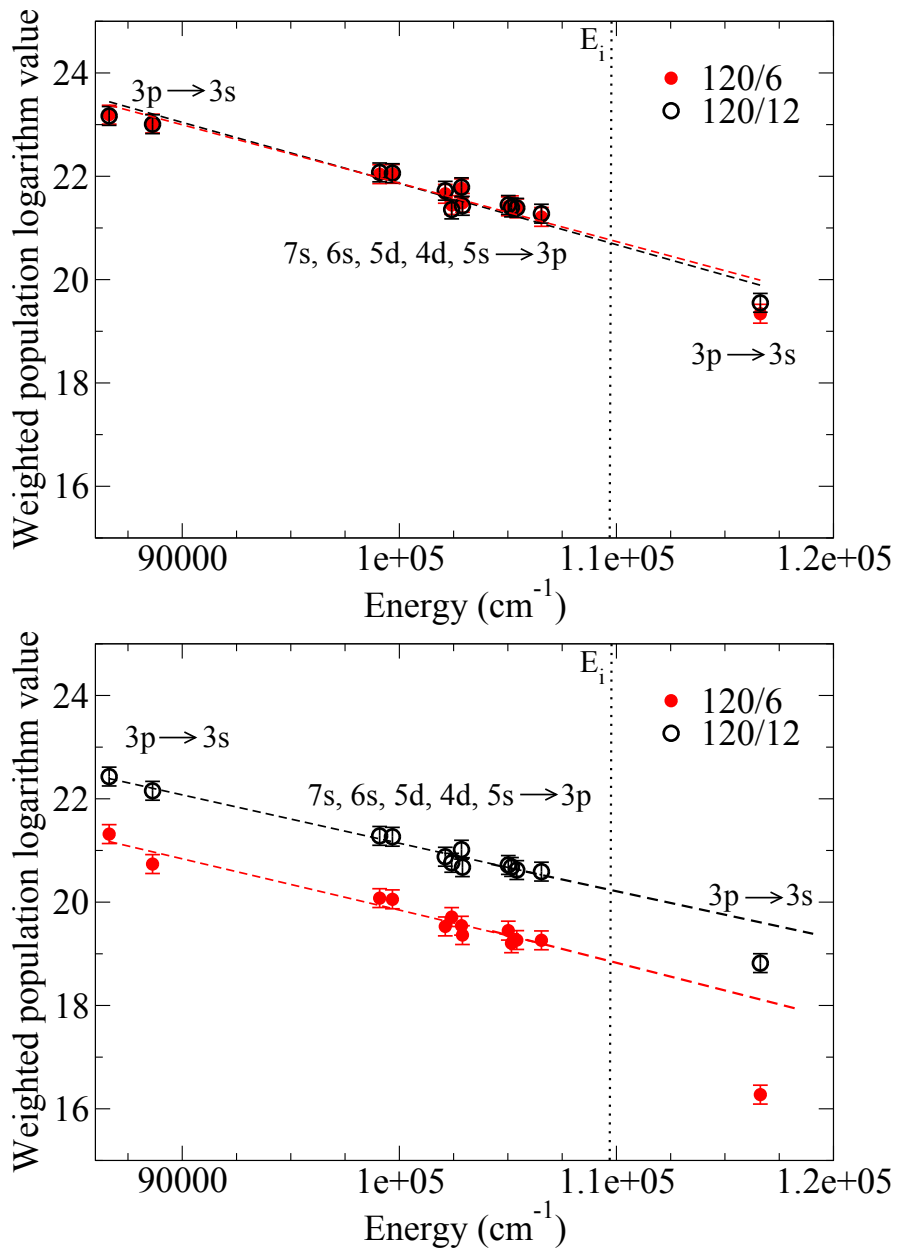 Weighted population logarithm value
24
22
20
18
16
E_i
120/6
120/12
3p → 3s
7s, 6s, 5d, 4d, 5s → 3p
3p → 3s
90000
1e+05
1.1e+05
1.2e+05
Energy (cm⁻¹)
Weighted population logarithm value
24
22
20
18
16
E_i
120/6
120/12
3p → 3s
7s, 6s, 5d, 4d, 5s → 3p
3p → 3s
90000
1e+05
1.1e+05
1.2e+05
Energy (cm⁻¹)